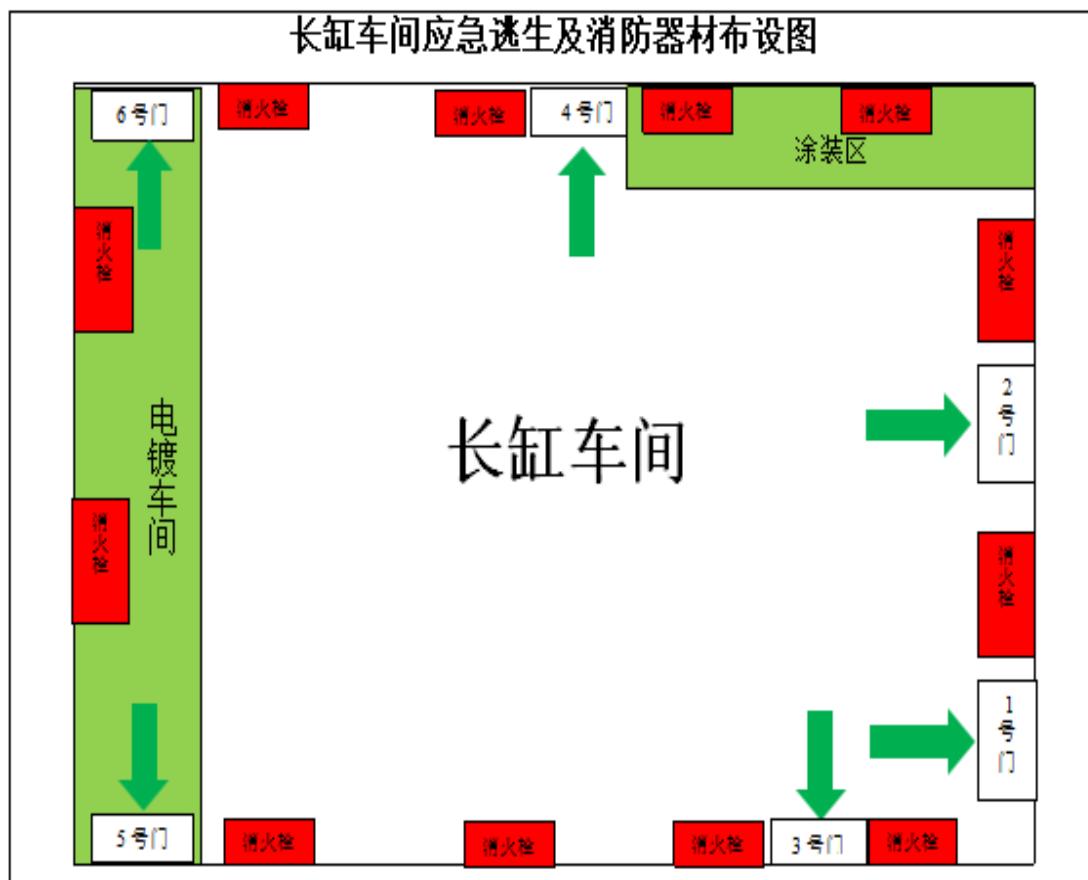 长缸车间应急逃生及消防器材布设图
6号门
消火栓
消火栓
4号门
消火栓
消火栓
涂装区
消火栓
消火栓
2号门
电镀车间
长缸车间
消火栓
消火栓
1号门
5号门
消火栓
消火栓
消火栓
3号门
消火栓